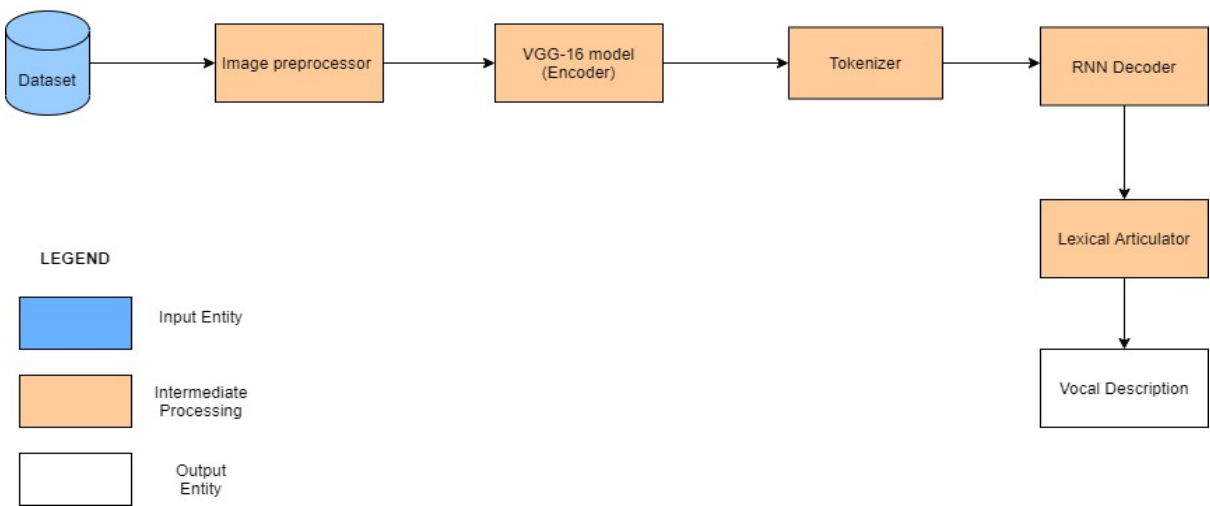 Dataset
Image preprocessor
VGG-16 model
(Encoder)
Tokenizer
RNN Decoder
Lexical Articulator
Vocal Description
LEGEND
Input Entity
Intermediate
Processing
Output
Entity